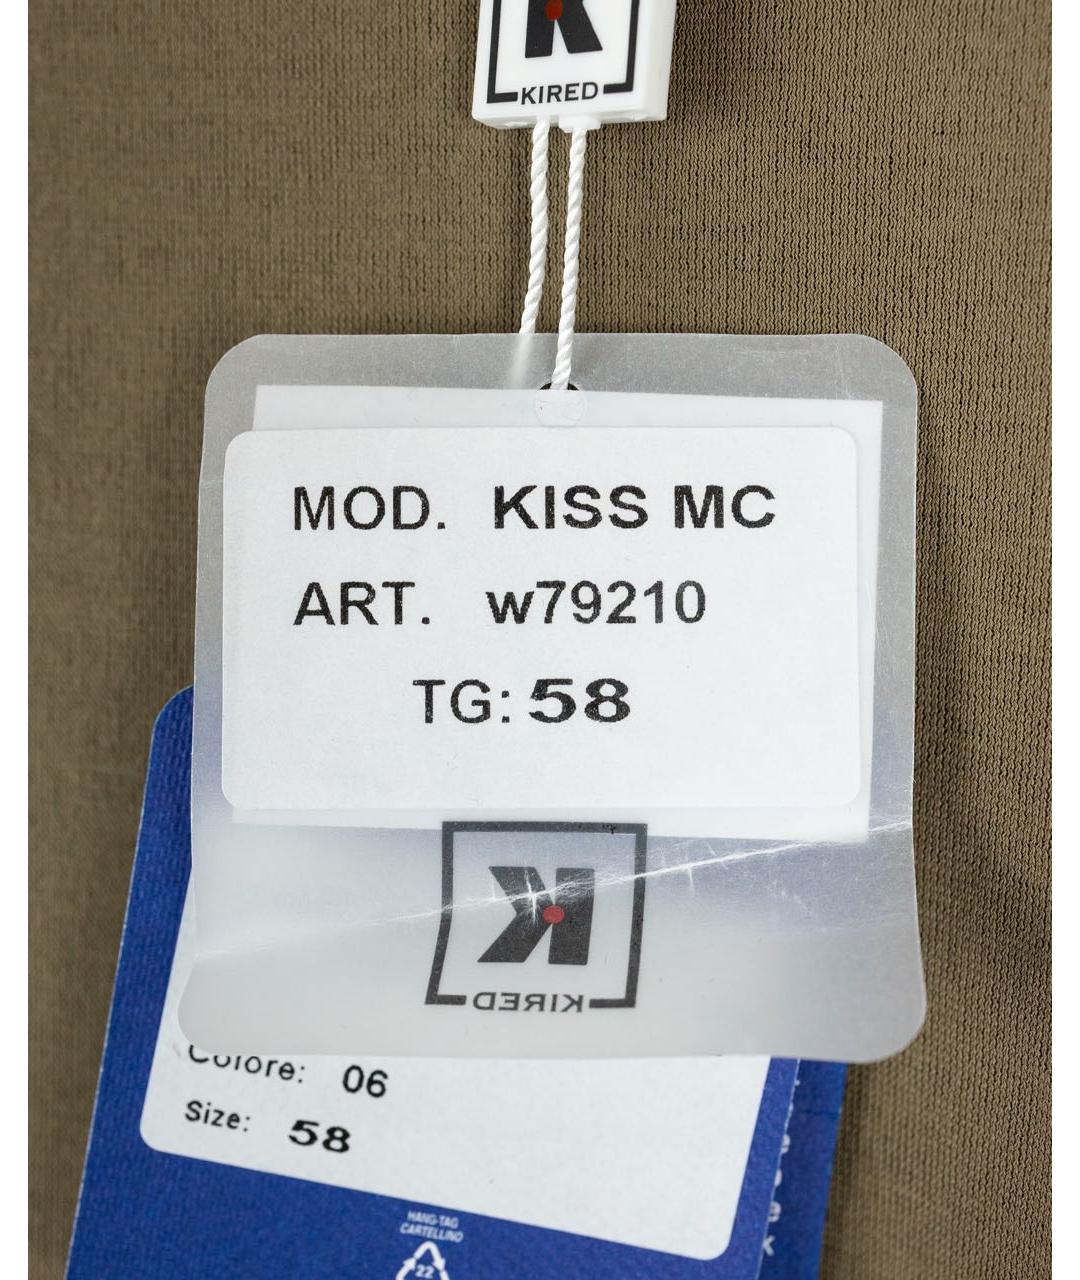 K
KIRED
MOD. KISS MC
ART. w79210
TG: 58
K
KIRED
Colore: 06
Size: 58
HANG-TAG
CARTELLINO
22